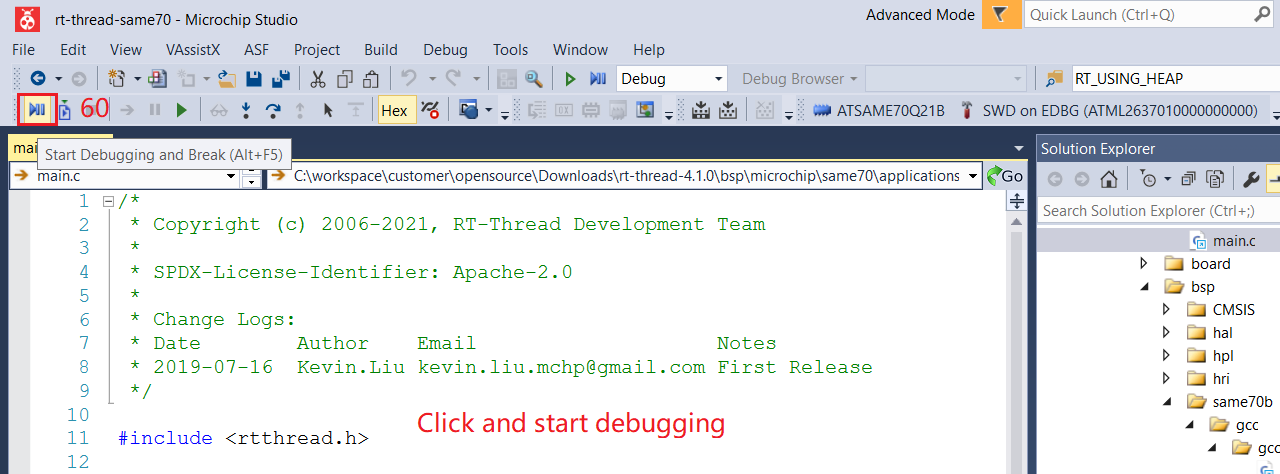 rt-thread-same70 - Microchip Studio
Advanced Mode
Quick Launch (Ctrl+Q)
File Edit View VAssistX ASF Project Build Debug Tools Window Help
Debug
Debug Browser
RT_USING_HEAP
60
Hex
ATSAME70Q21B
SWD on EDBG (ATML2637010000000000)
Start Debugging and Break (Alt+F5)
main.c
C:\workspace\customer\opensource\Downloads\rt-thread-4.1.0\bsp\microchip\same70\applications
Go
1 /*
2 * Copyright (c) 2006-2021, RT-Thread Development Team
3 *
4 * SPDX-License-Identifier: Apache-2.0
5 *
6 * Change Logs:
7 * Date Author Email Notes
8 * 2019-07-16 Kevin.Liu kevin.liu.mchp@gmail.com First Release
9 */
10
Click and start debugging
11 #include <rtthread.h>
12
Solution Explorer
Search Solution Explorer (Ctrl+;)
main.c
board
bsp
CMSIS
hal
hpl
hri
same70b
gcc
gcc